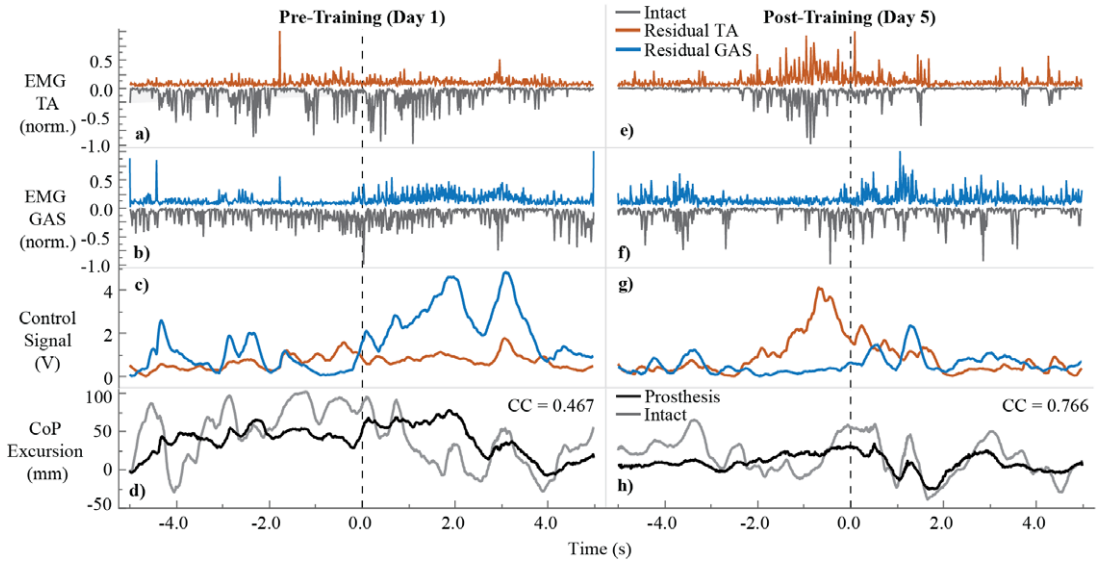 Pre-Training (Day 1)
Post-Training (Day 5)
Intact
Residual TA
Residual GAS
EMG
TA
(norm.)
0.5
0.0
-0.5
-1.0
a)
e)
EMG
GAS
(norm.)
0.5
0.0
-0.5
-1.0
b)
f)
Control
Signal
(V)
4
2
0
c)
g)
CoP
Excursion
(mm)
100
50
0
-50
d)
CC = 0.467
Prosthesis
Intact
CC = 0.766
h)
-4.0 -2.0 0.0 2.0 4.0 -4.0 -2.0 0.0 2.0 4.0
Time (s)